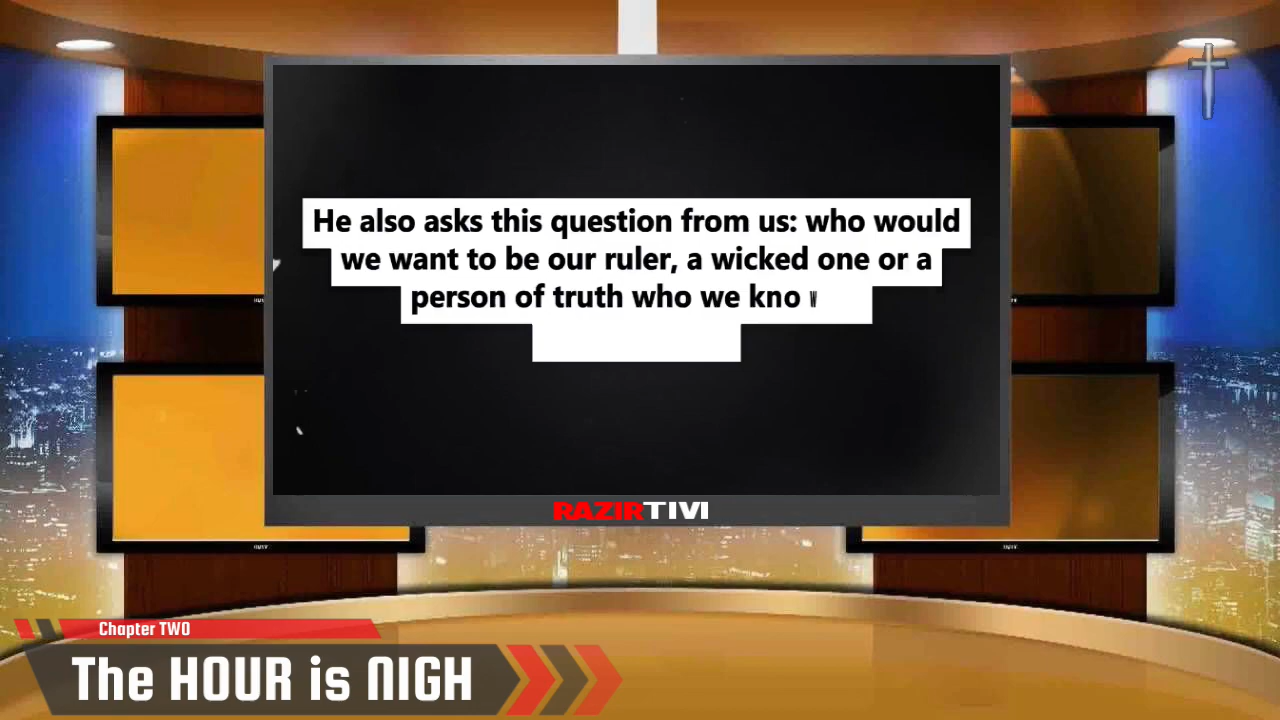 He also asks this question from us: who would
we want to be our ruler, a wicked one or a
person of truth who we know
RAZIRTIVI
Chapter TWO
The HOUR is NIGH